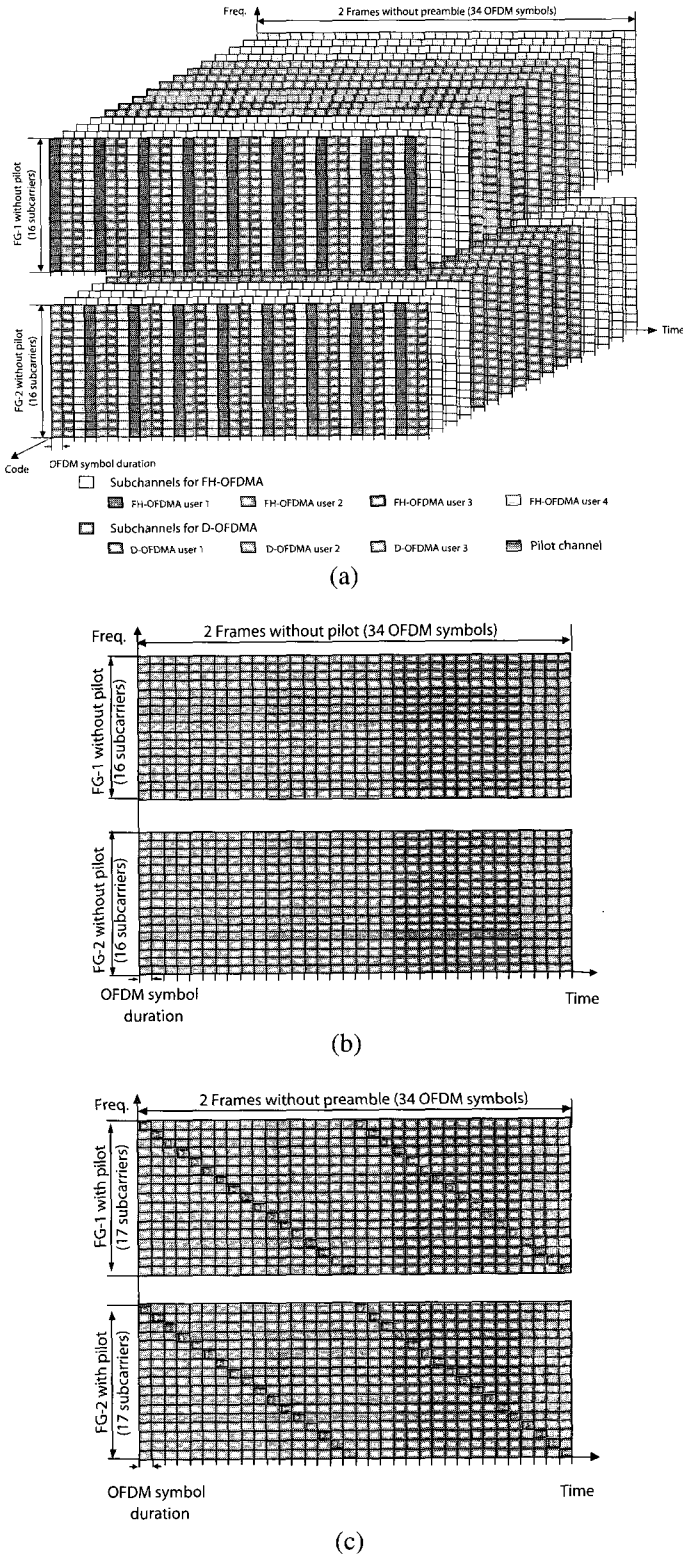 Freq.
2 Frames without preamble (34 OFDM symbols)
FG-1 without pilot
(16 subcarriers)
FG-2 without pilot
(16 subcarriers)
Time
Code
OFDM symbol duration
Subchannels for FH-OFDMA
FH-OFDMA user 1
FH-OFDMA user 2
FH-OFDMA user 3
FH-OFDMA user 4
Subchannels for D-OFDMA
D-OFDMA user 1
D-OFDMA user 2
D-OFDMA user 3
Pilot channel
(a)
Freq.
2 Frames without pilot (34 OFDM symbols)
FG-1 without pilot
(16 subcarriers)
FG-2 without pilot
(16 subcarriers)
OFDM symbol
duration
Time
(b)
Freq.
2 Frames without preamble (34 OFDM symbols)
FG-1 with pilot
(17 subcarriers)
FG-2 with pilot
(17 subcarriers)
OFDM symbol
duration
Time
(c)